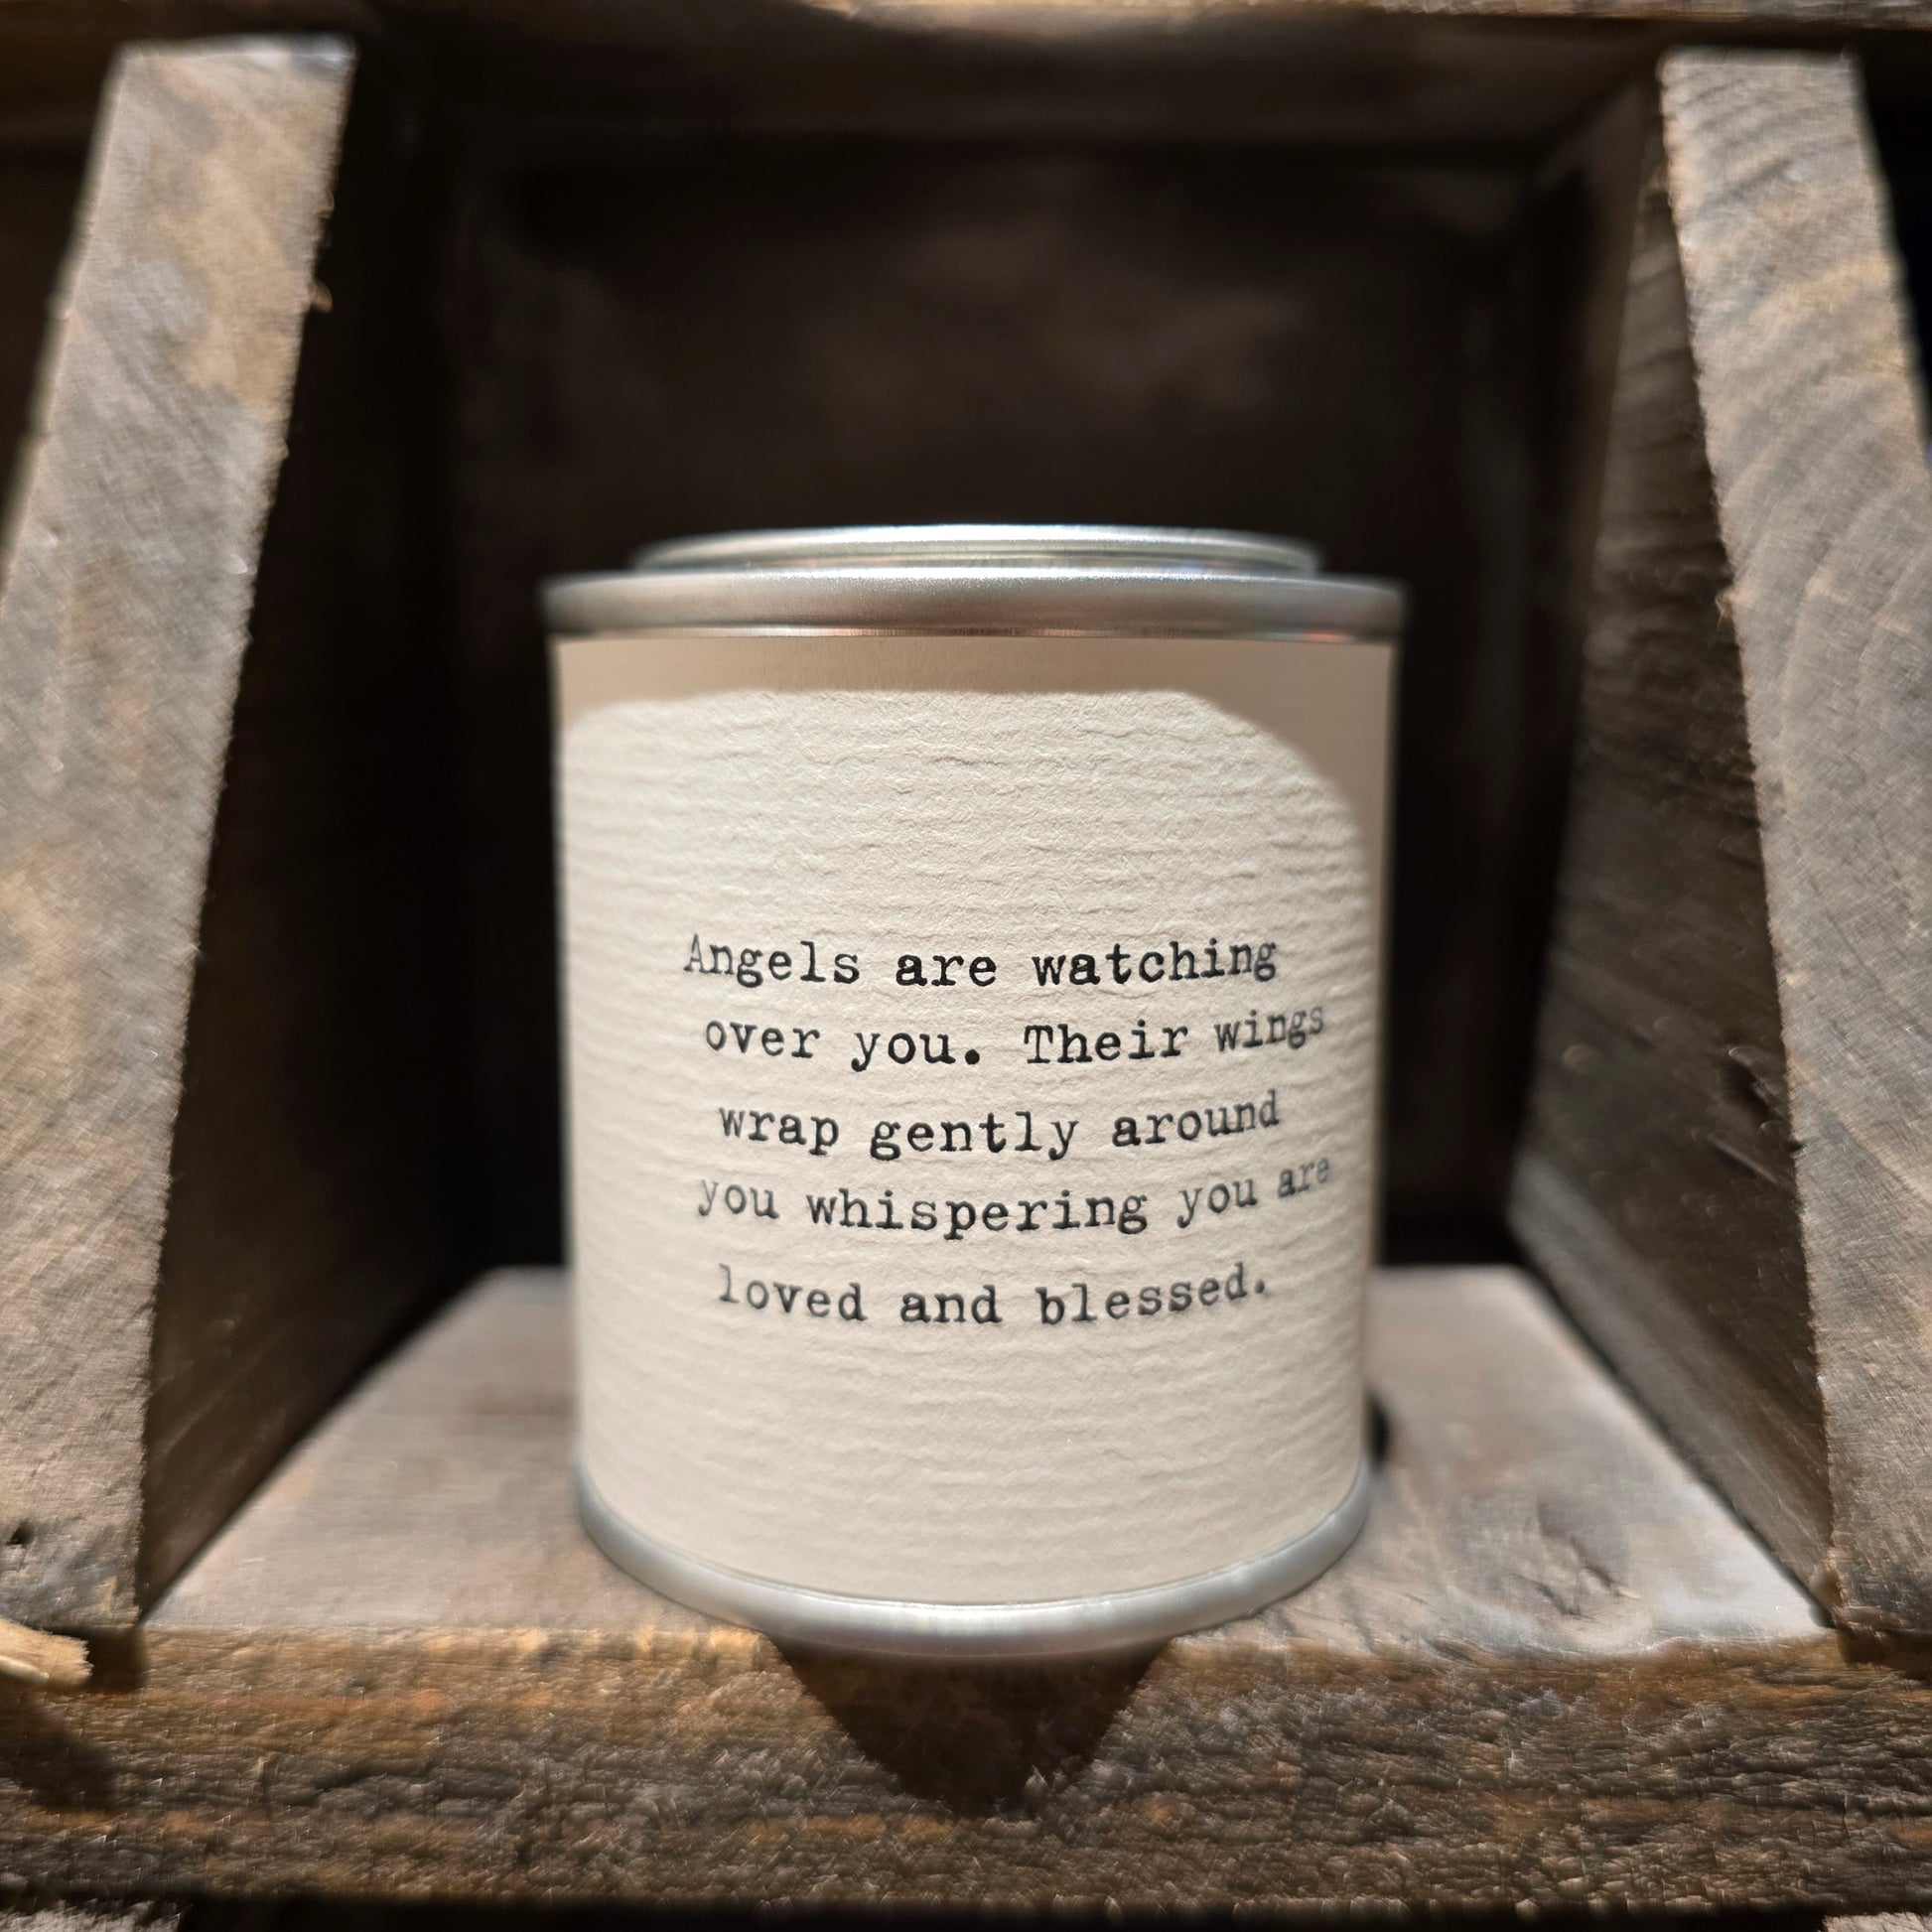 Angels are watching
over you. Their wings
wrap gently around
you whispering you are
loved and blessed.